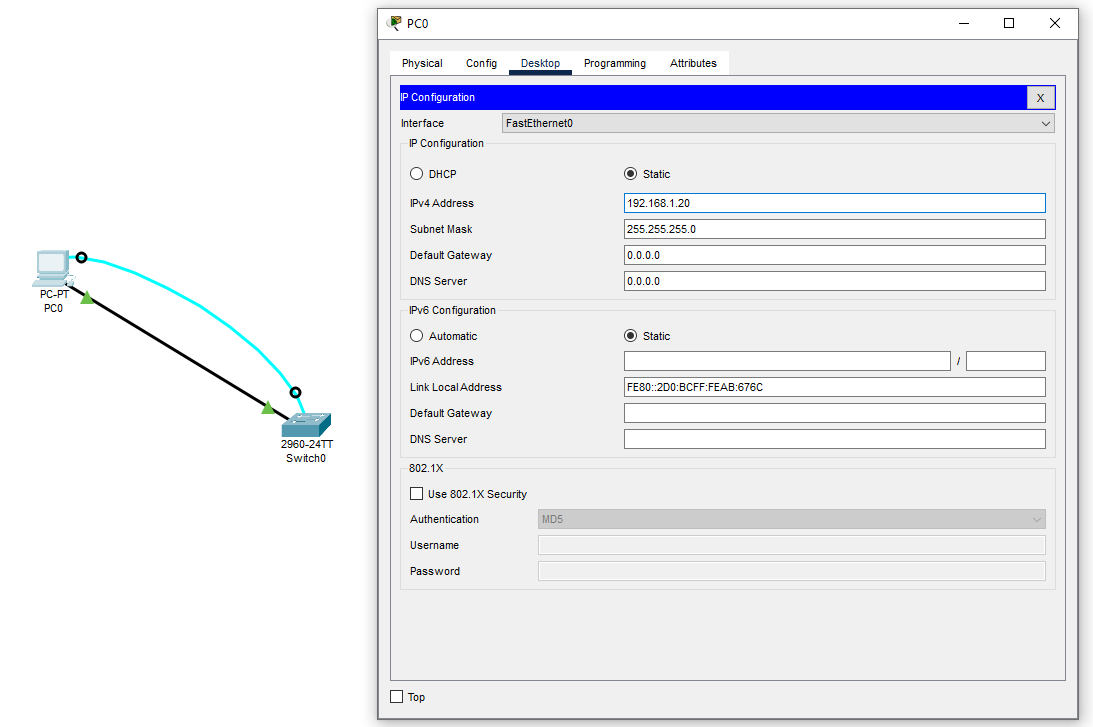 PC0
Physical Config Desktop Programming Attributes
IP Configuration X
Interface FastEthernet0
IP Configuration
DHCP Static
IPv4 Address 192.168.1.20
Subnet Mask 255.255.255.0
Default Gateway 0.0.0.0
DNS Server 0.0.0.0
IPv6 Configuration
Automatic Static
IPv6 Address /
Link Local Address FE80::2D0:BCFF:FEAB:676C
Default Gateway
DNS Server
802.1X
Use 802.1X Security
Authentication MD5
Username
Password
Top
PC-PT
PC0
2960-24TT
Switch0